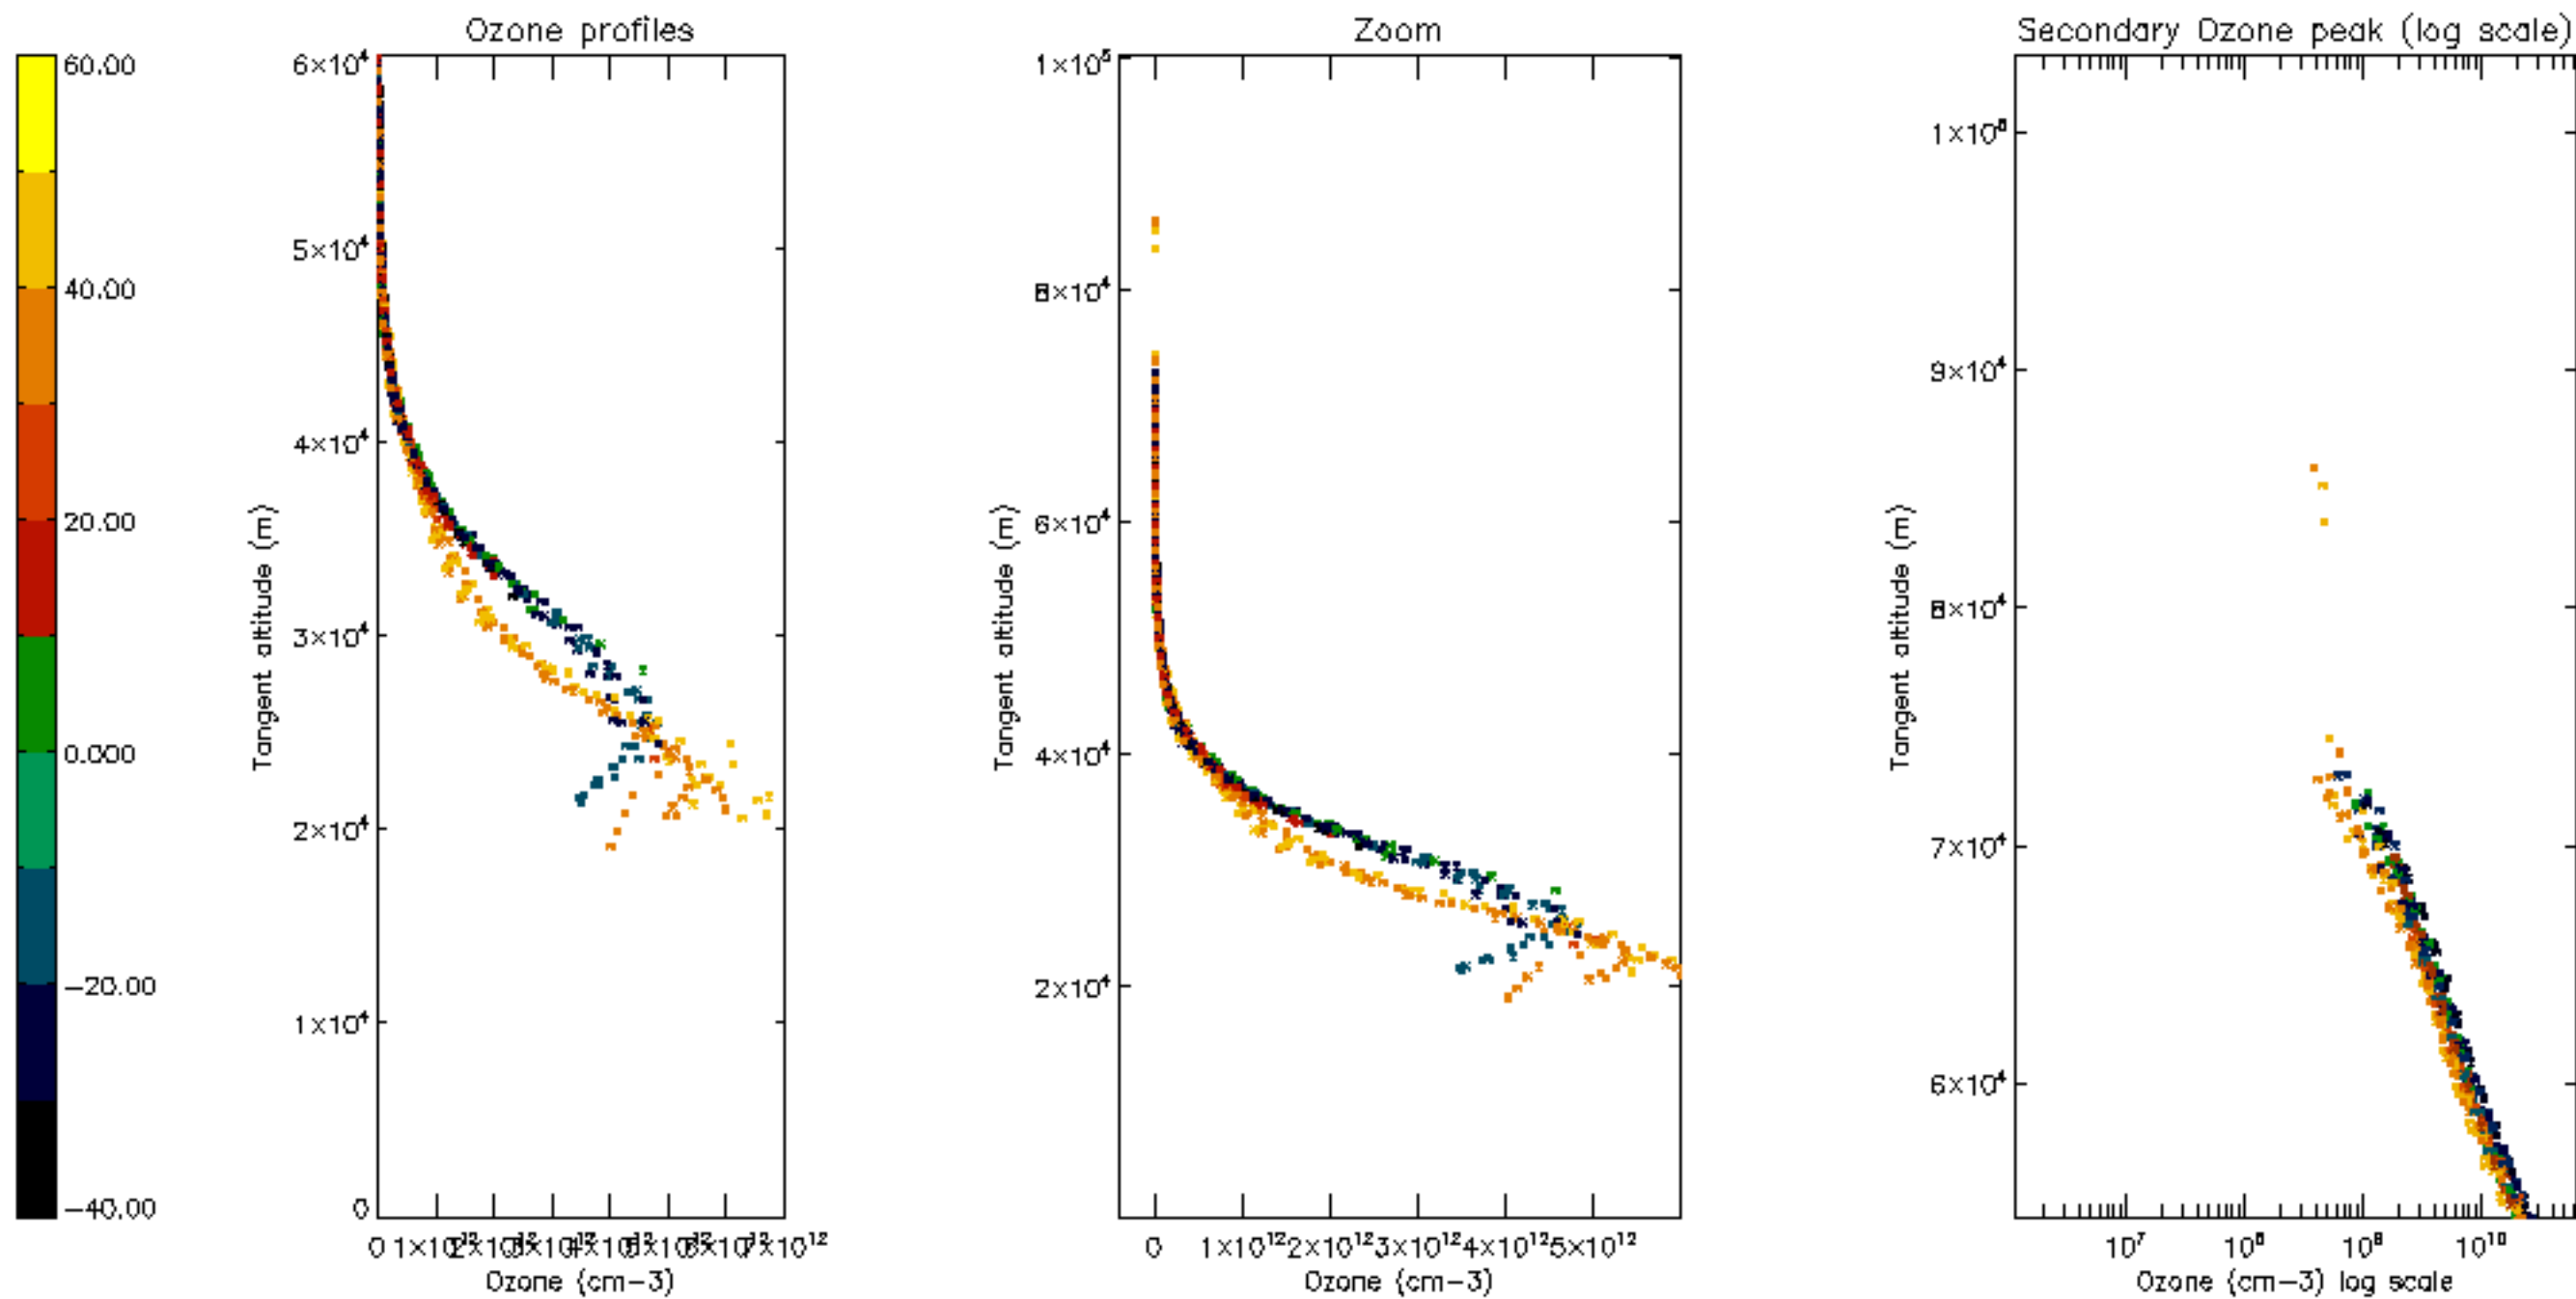 Ozone profiles
Zoom
Secondary Ozone peak (log scale)
60.00
40.00
20.00
0.000
−20.00
−40.00
6×10⁴
5×10⁴
4×10⁴
3×10⁴
2×10⁴
1×10⁴
0
Tangent altitude (m)
0
7×10¹²
Ozone (cm−3)
1×10⁵
8×10⁴
6×10⁴
4×10⁴
2×10⁴
Tangent altitude (m)
0 1×10¹² 2×10¹² 3×10¹² 4×10¹² 5×10¹²
Ozone (cm−3)
9×10⁴
8×10⁴
7×10⁴
6×10⁴
Tangent altitude (m)
10⁷ 10⁸ 10⁹ 10¹⁰
Ozone (cm−3) log scale